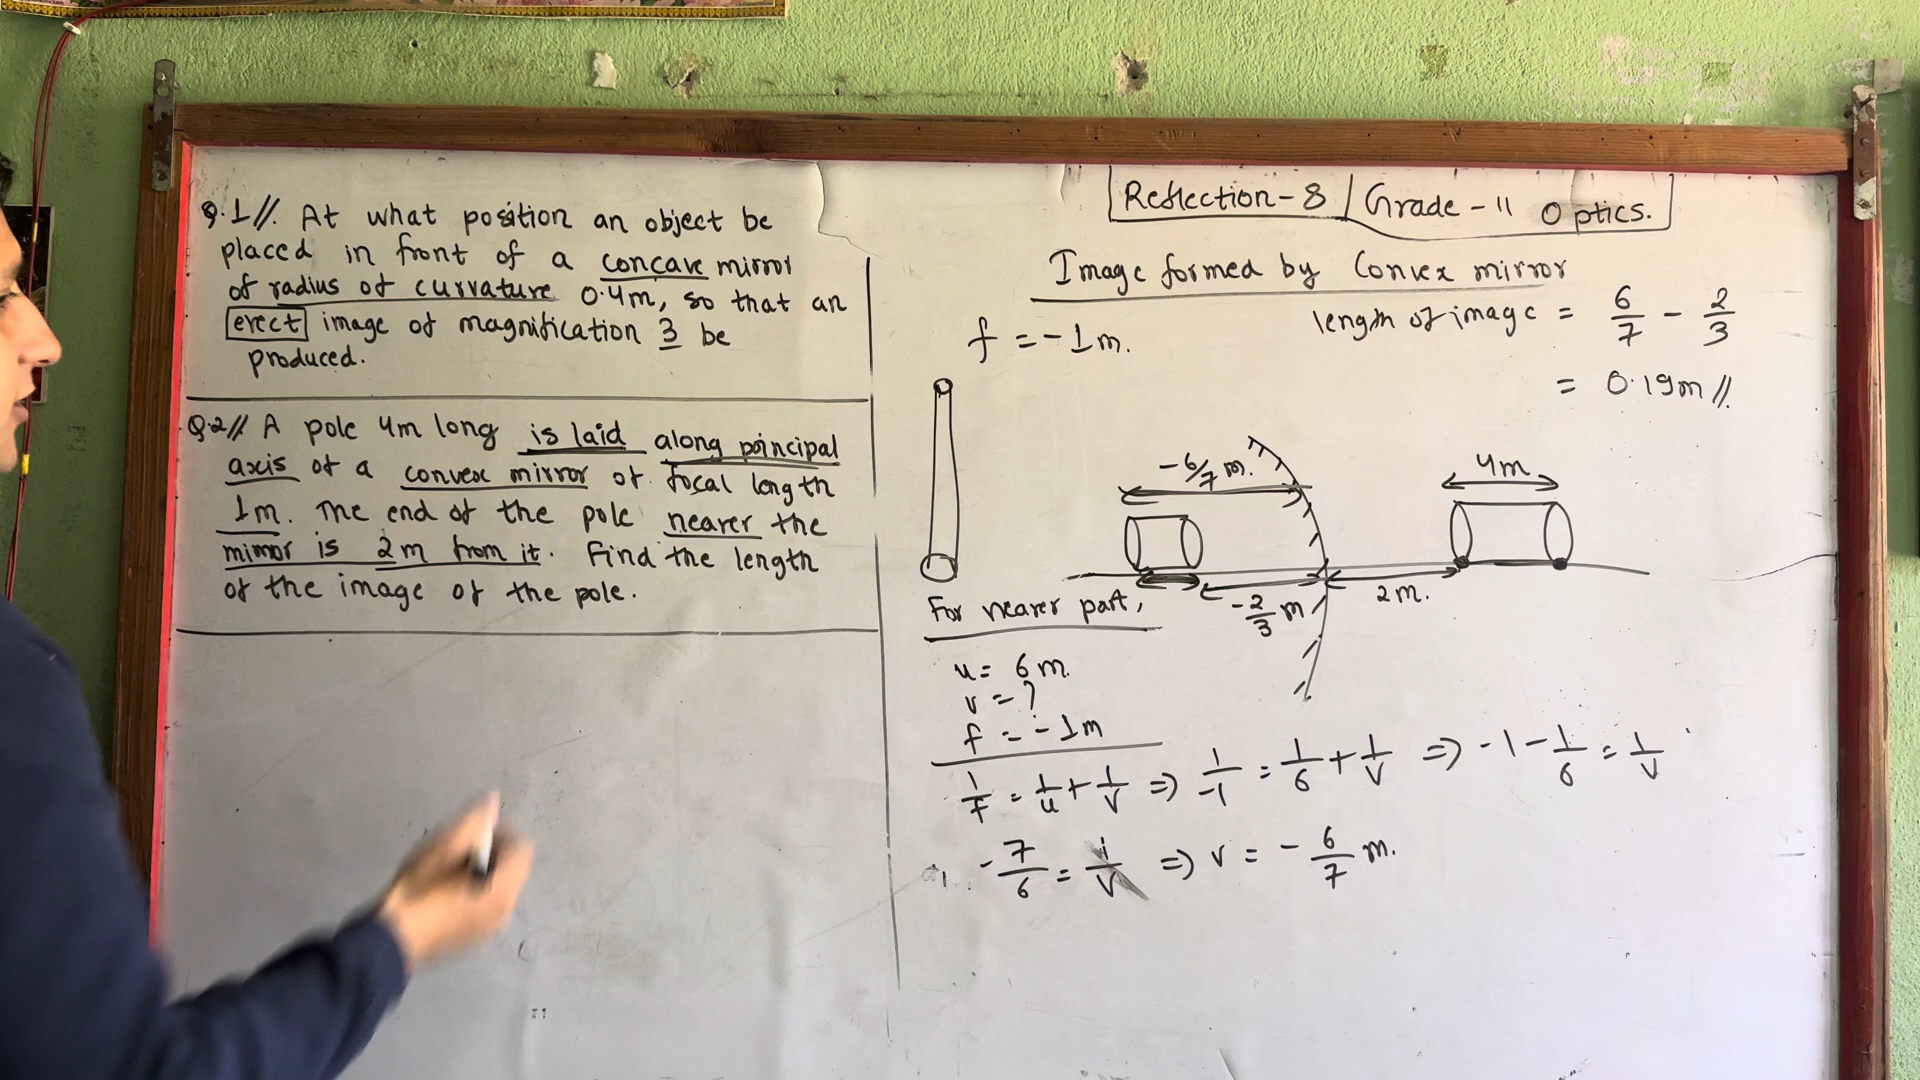 Q.1//. At what position an object be
placed in front of a concave mirror
of radius of curvature 0.4m, so that an
erect image of magnification 3 be
produced.
Q.2// A pole 4m long is laid along principal
axis of a convex mirror of focal length
1m. The end of the pole nearer the
mirror is 2m from it. Find the length
of the image of the pole.
Reflection-8 / Grade-11 Optics.
Image formed by Convex mirror
f = -1m.
length of image = 6/7 - 2/3
= 0.19m //.
-6/7 m.
4m
-2/3 m
2m.
For nearer part,
u = 6m.
v = ?
f = -1m
1/f = 1/u + 1/v => 1/-1 = 1/6 + 1/v => -1 - 1/6 = 1/v
-7/6 = 1/v => v = -6/7 m.